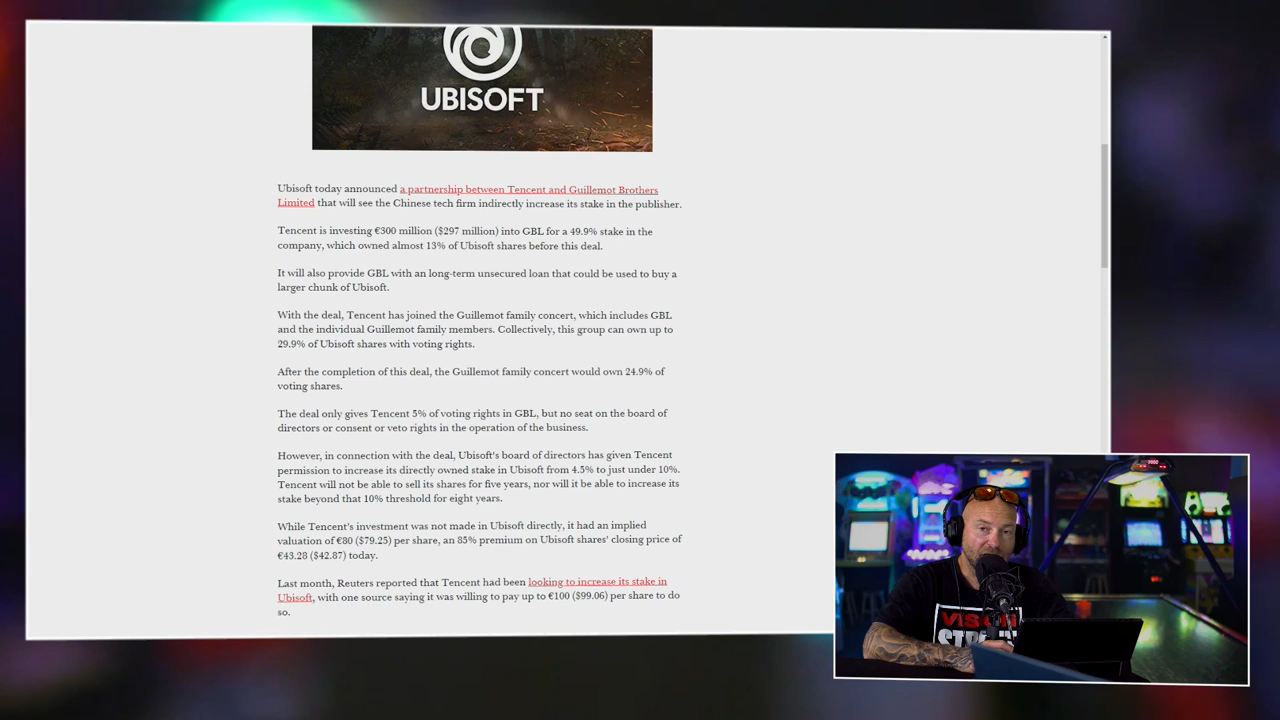 UBISOFT
Ubisoft today announced a partnership between Tencent and Guillemot Brothers
Limited that will see the Chinese tech firm indirectly increase its stake in the publisher.
Tencent is investing €300 million ($297 million) into GBL for a 49.9% stake in the
company, which owned almost 13% of Ubisoft shares before this deal.
It will also provide GBL with an long-term unsecured loan that could be used to buy a
larger chunk of Ubisoft.
With the deal, Tencent has joined the Guillemot family concert, which includes GBL
and the individual Guillemot family members. Collectively, this group can own up to
29.9% of Ubisoft shares with voting rights.
After the completion of this deal, the Guillemot family concert would own 24.9% of
voting shares.
The deal only gives Tencent 5% of voting rights in GBL, but no seat on the board of
directors or consent or veto rights in the operation of the business.
However, in connection with the deal, Ubisoft's board of directors has given Tencent
permission to increase its directly owned stake in Ubisoft from 4.5% to just under 10%.
Tencent will not be able to sell its shares for five years, nor will it be able to increase its
stake beyond that 10% threshold for eight years.
While Tencent's investment was not made in Ubisoft directly, it had an implied
valuation of €80 ($79.25) per share, an 85% premium on Ubisoft shares' closing price of
€43.28 ($42.87) today.
Last month, Reuters reported that Tencent had been looking to increase its stake in
Ubisoft, with one source saying it was willing to pay up to €100 ($99.06) per share to do
so.